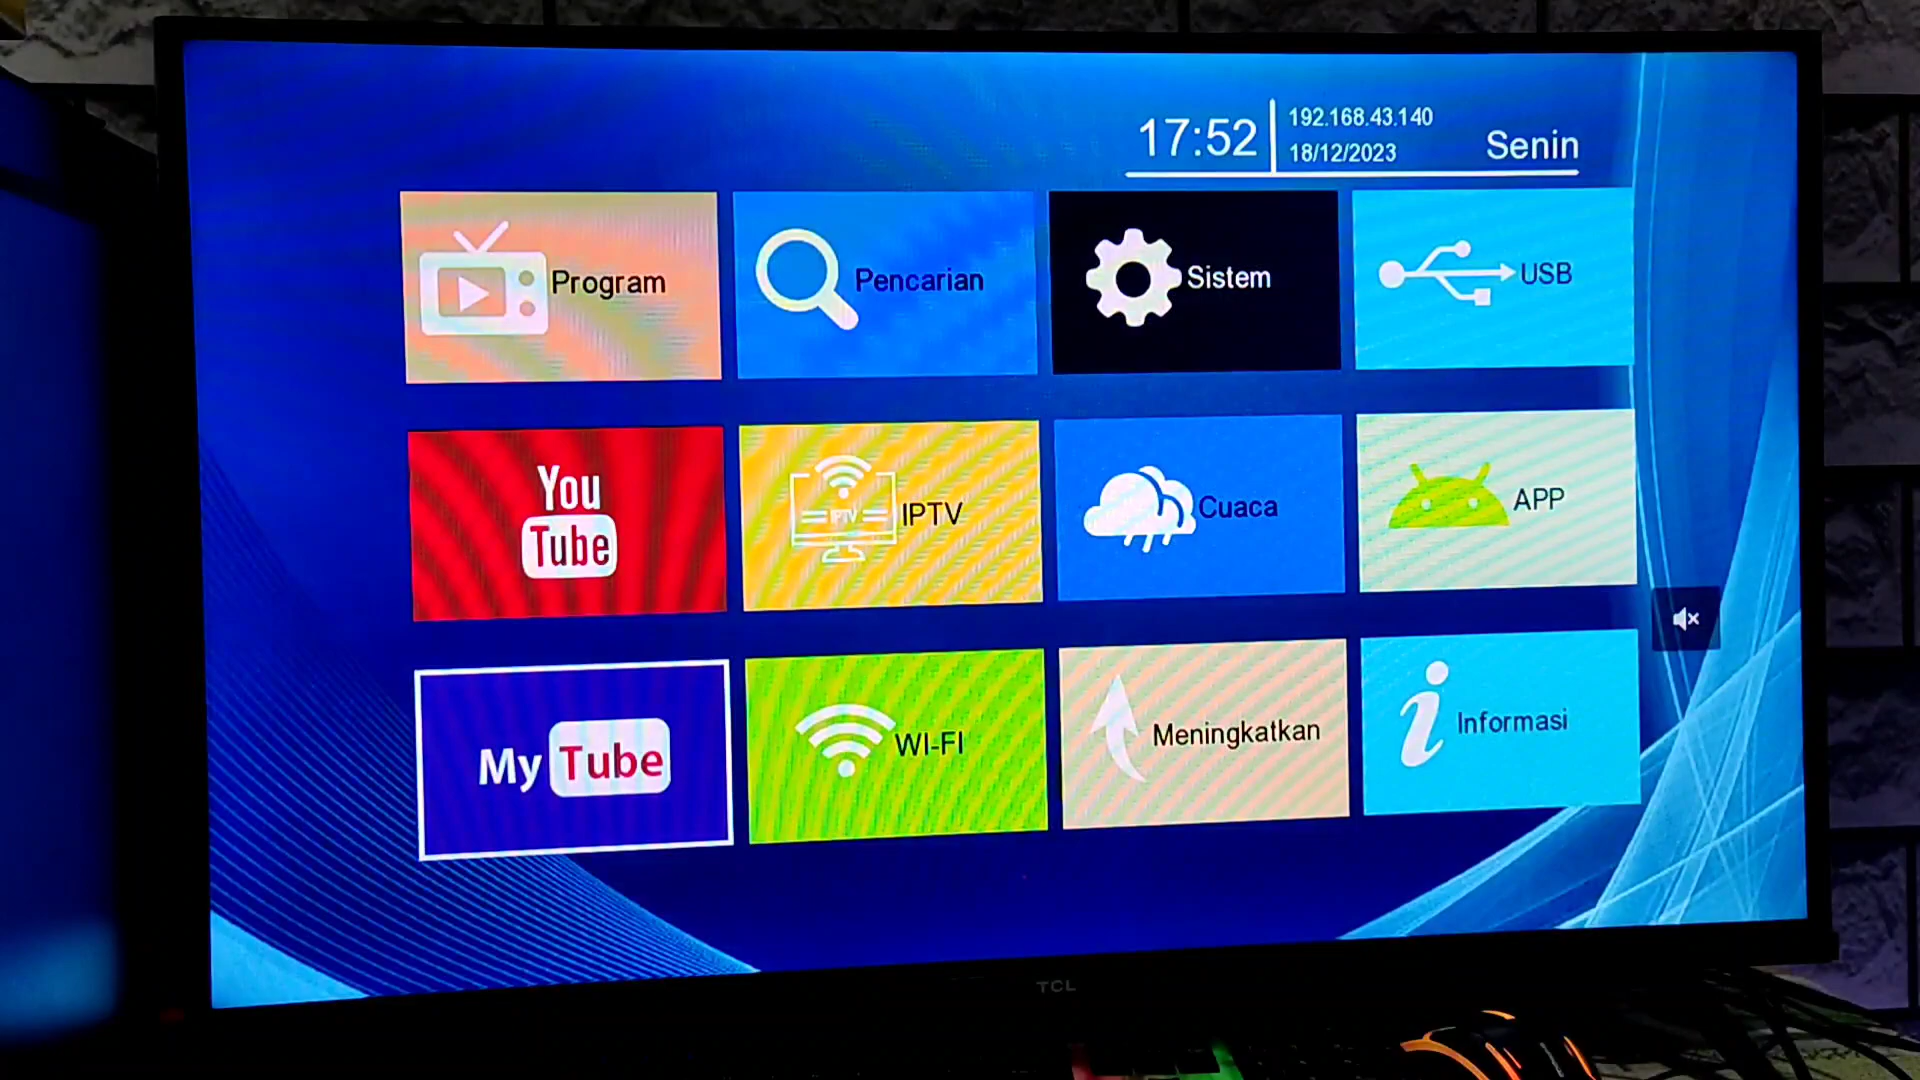 17:52
192.168.43.140
18/12/2023
Senin
Program
Pencarian
Sistem
USB
You
Tube
IPTV
IPTV
Cuaca
APP
My Tube
WI-FI
Meningkatkan
Informasi
TCL